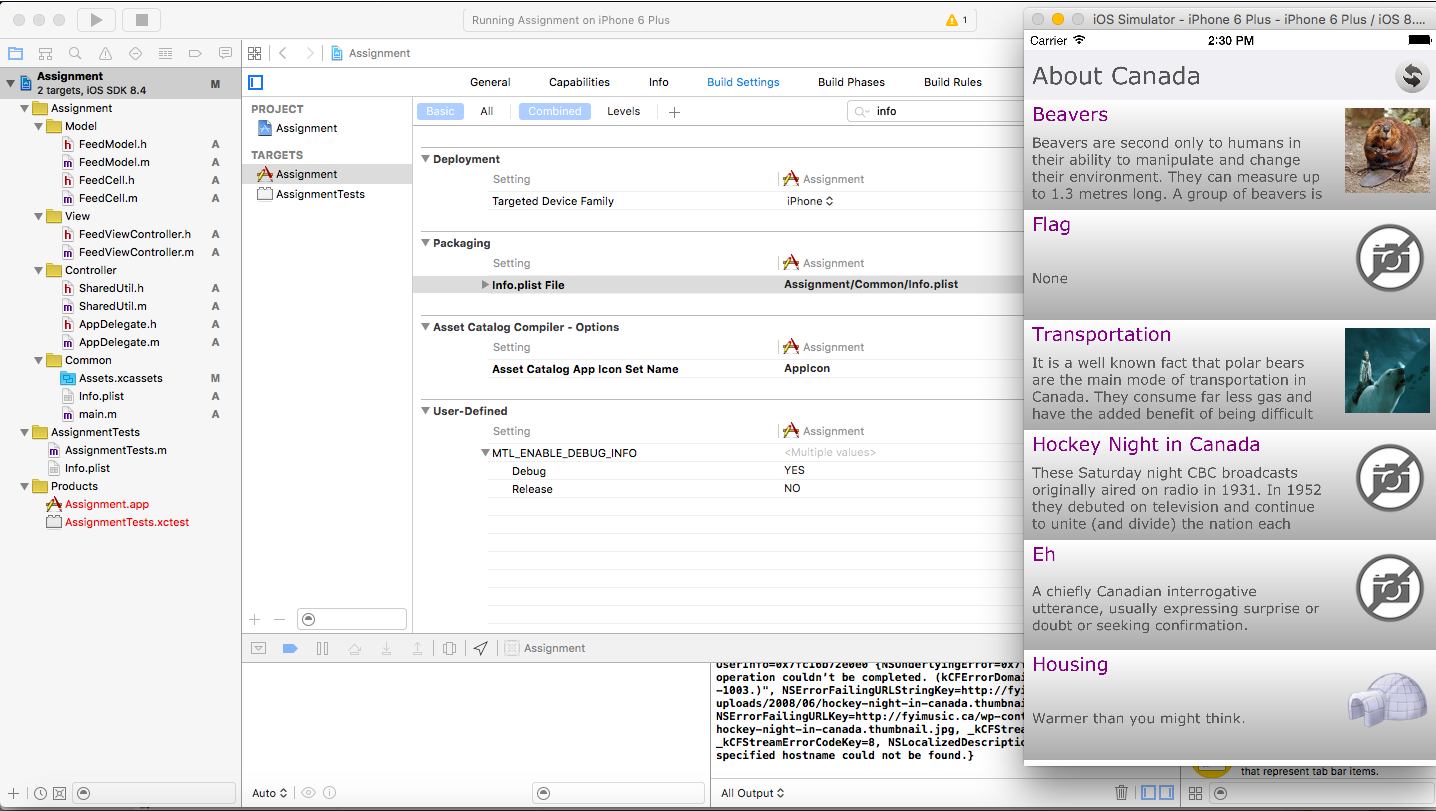 Running Assignment on iPhone 6 Plus
1
Assignment
2 targets, iOS SDK 8.4
M
Assignment
Model
FeedModel.h
A
FeedModel.m
A
FeedCell.h
A
FeedCell.m
A
View
FeedViewController.h
A
FeedViewController.m
A
Controller
SharedUtil.h
A
SharedUtil.m
A
AppDelegate.h
A
AppDelegate.m
A
Common
Assets.xcassets
M
Info.plist
A
main.m
A
AssignmentTests
AssignmentTests.m
Info.plist
Products
Assignment.app
AssignmentTests.xctest
Assignment
General
Capabilities
Info
Build Settings
Build Phases
Build Rules
PROJECT
Assignment
TARGETS
Assignment
AssignmentTests
Basic
All
Combined
Levels
info
Deployment
Setting
Assignment
Targeted Device Family
iPhone
Packaging
Setting
Assignment
Info.plist File
Assignment/Common/Info.plist
Asset Catalog Compiler - Options
Setting
Assignment
Asset Catalog App Icon Set Name
AppIcon
User-Defined
Setting
Assignment
MTL_ENABLE_DEBUG_INFO
<Multiple values>
Debug
YES
Release
NO
Assignment
operation couldn't be completed. (kCFErrorDomai
-1003.)", NSErrorFailingURLStringKey=http://fyi
uploads/2008/06/hockey-night-in-canada.thumbnai
NSErrorFailingURLKey=http://fyimusic.ca/wp-cont
hockey-night-in-canada.thumbnail.jpg, _kCFStrea
_kCFStreamErrorCodeKey=8, NSLocalizedDescriptio
specified hostname could not be found.}
Auto
All Output
that represent tab bar items.
iOS Simulator - iPhone 6 Plus - iPhone 6 Plus / iOS 8....
Carrier
2:30 PM
About Canada
Beavers
Beavers are second only to humans in
their ability to manipulate and change
their environment. They can measure up
to 1.3 metres long. A group of beavers is
Flag
None
Transportation
It is a well known fact that polar bears
are the main mode of transportation in
Canada. They consume far less gas and
have the added benefit of being difficult
Hockey Night in Canada
These Saturday night CBC broadcasts
originally aired on radio in 1931. In 1952
they debuted on television and continue
to unite (and divide) the nation each
Eh
A chiefly Canadian interrogative
utterance, usually expressing surprise or
doubt or seeking confirmation.
Housing
Warmer than you might think.